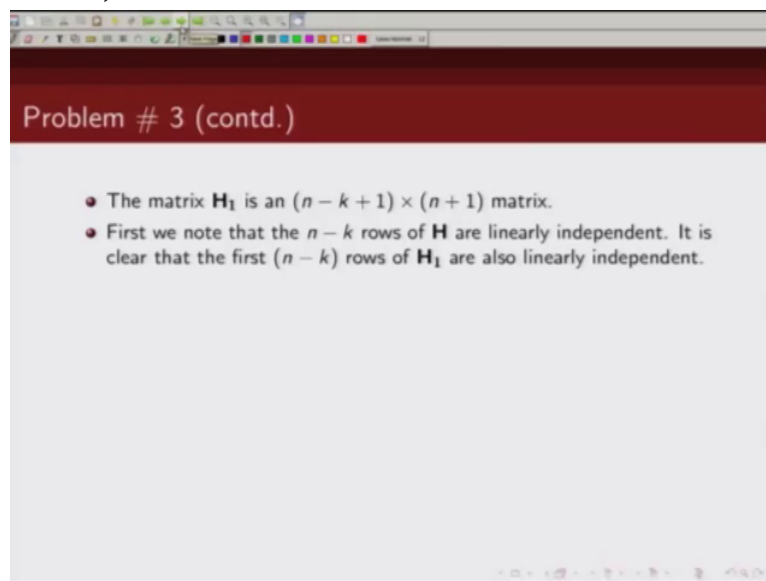 Problem # 3 (contd.)
The matrix H₁ is an (n − k + 1) × (n + 1) matrix.
First we note that the n − k rows of H are linearly independent. It is
clear that the first (n − k) rows of H₁ are also linearly independent.